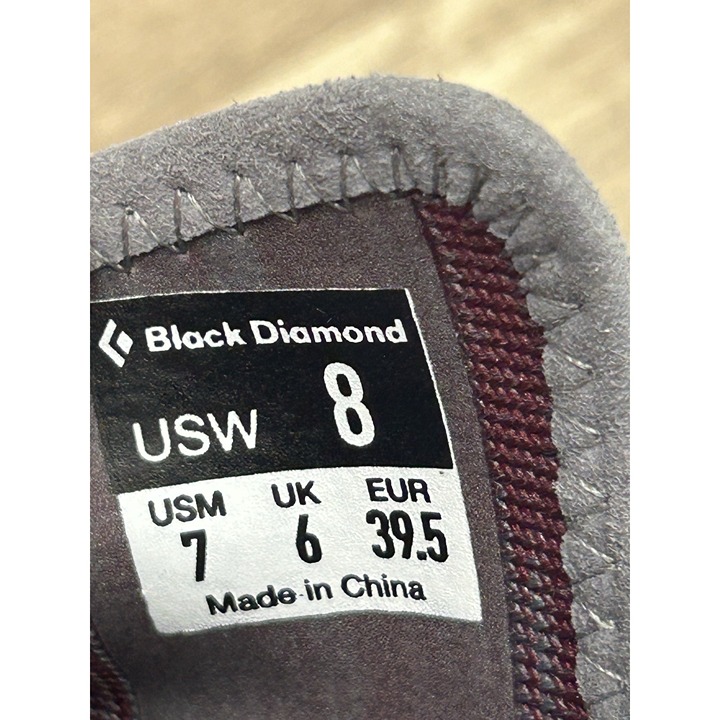 Black Diamond
USW 8
USM UK EUR
7 6 39.5
Made in China